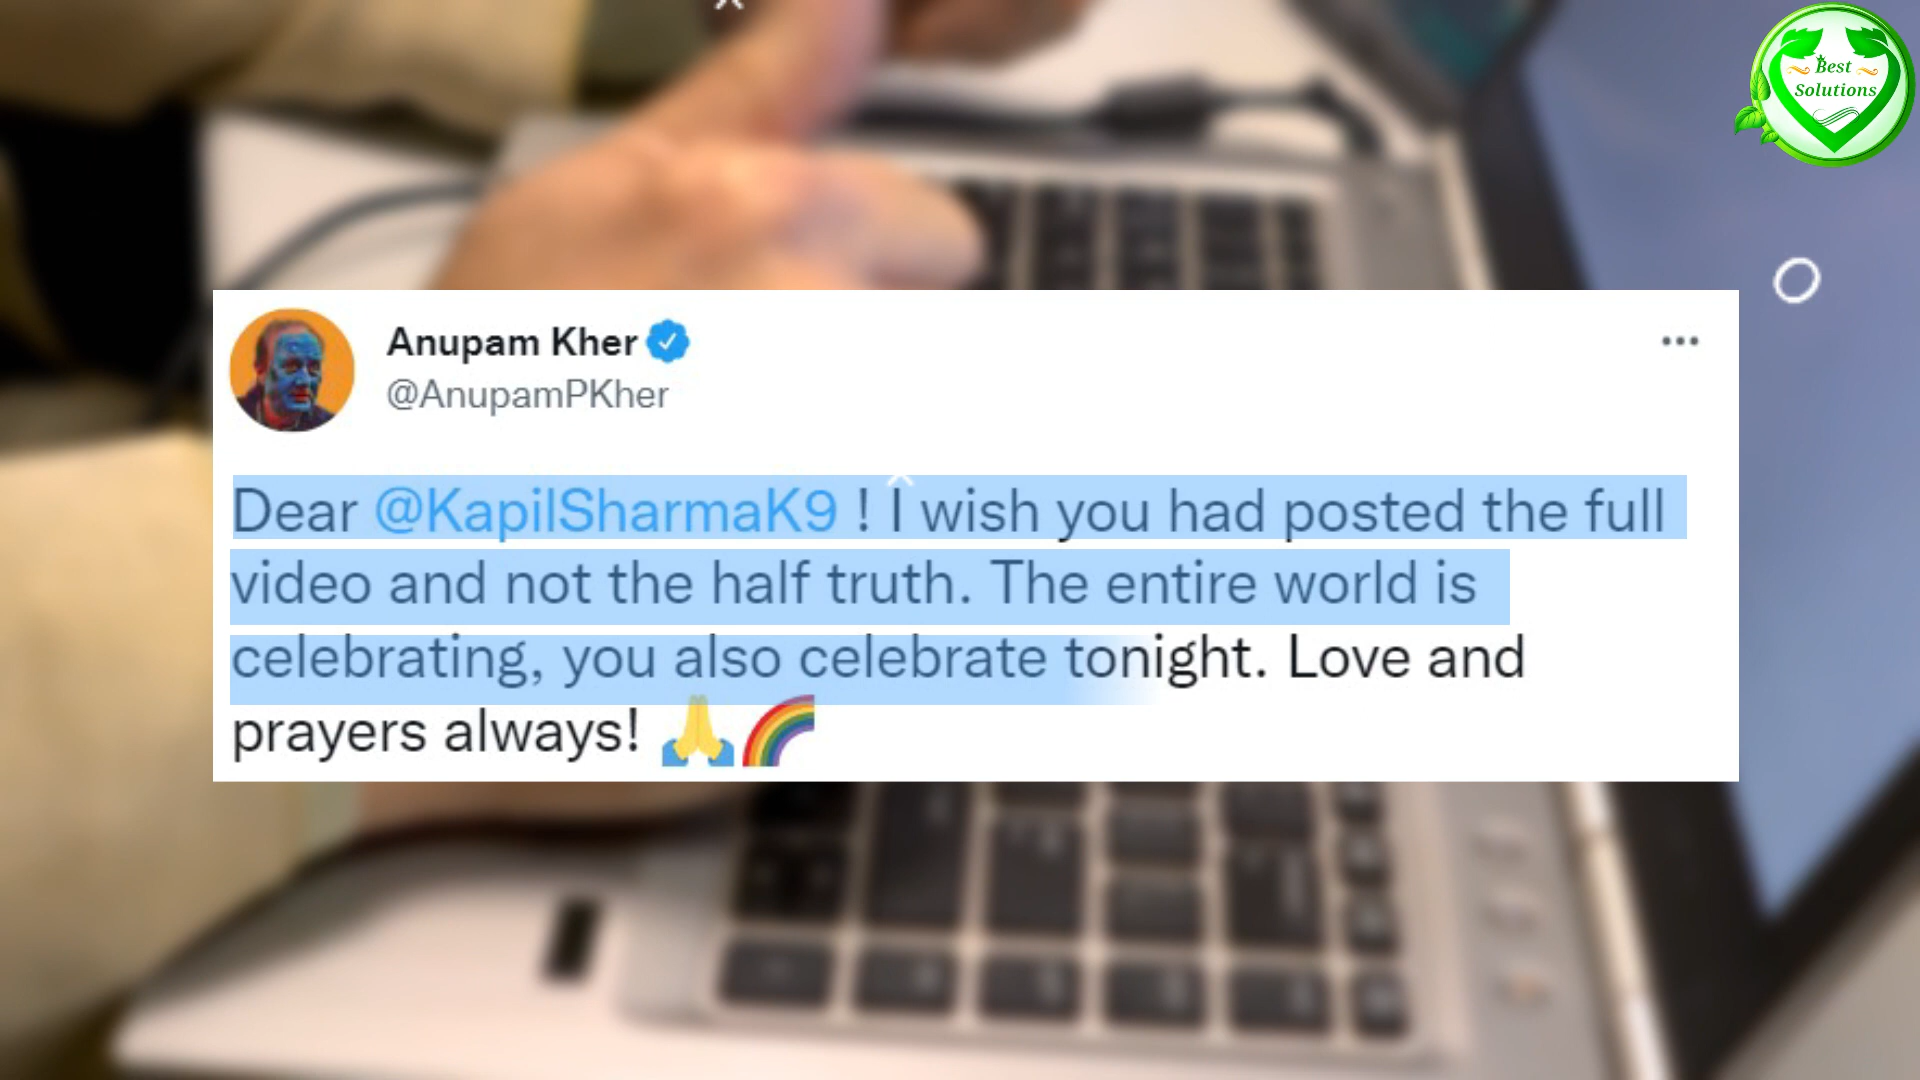 Best
Solutions
Anupam Kher
@AnupamPKher
Dear @KapilSharmaK9 ! I wish you had posted the full
video and not the half truth. The entire world is
celebrating, you also celebrate tonight. Love and
prayers always! 🙏🌈